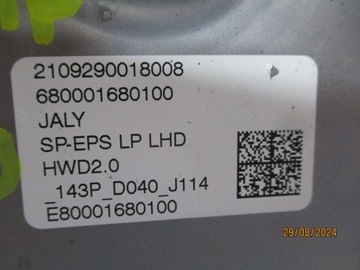 2109290018008
680001680100
JALY
SP-EPS LP LHD
HWD2.0
_143P_D040_J114
E80001680100
29/08/2024